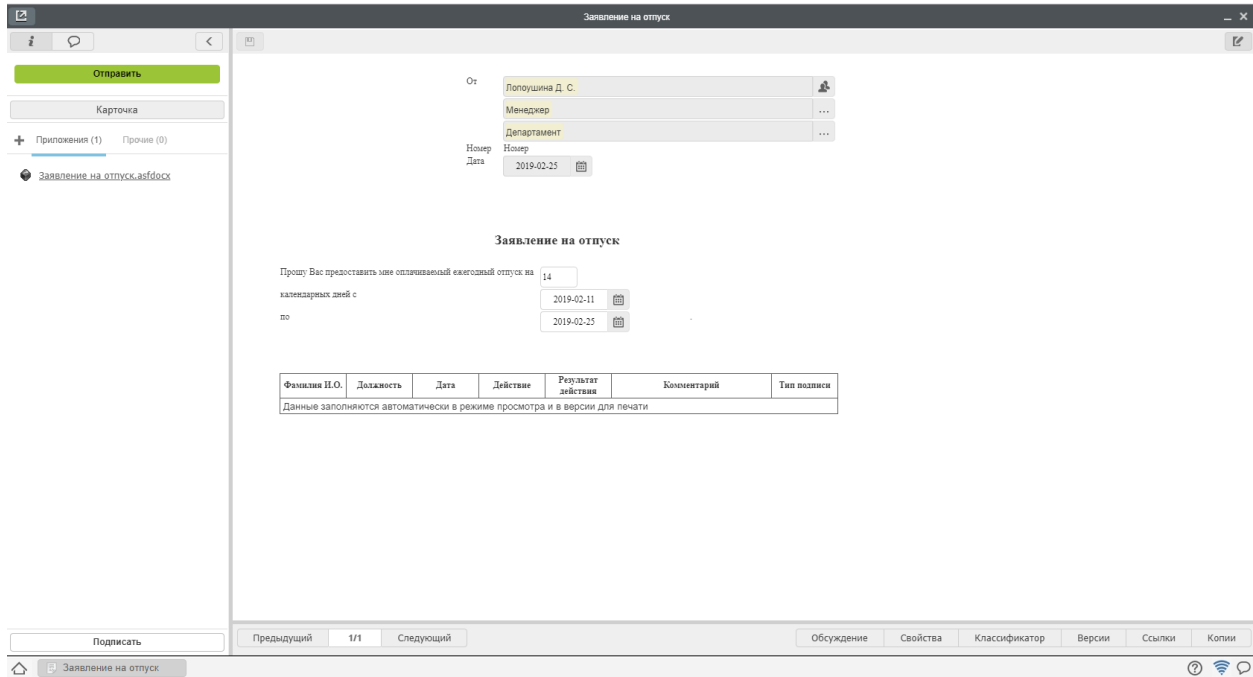 Заявление на отпуск
Отправить
Карточка
Приложения (1) Прочие (0)
Заявление на отпуск.asfdocx
Подписать
От Лопоушина Д. С.
Менеджер
Департамент
Номер Номер
Дата 2019-02-25
Заявление на отпуск
Прошу Вас предоставить мне оплачиваемый ежегодный отпуск на 14
календарных дней с 2019-02-11
по 2019-02-25 .
Фамилия И.О. Должность Дата Действие Результат действия Комментарий Тип подписи
Данные заполняются автоматически в режиме просмотра и в версии для печати
Предыдущий 1/1 Следующий Обсуждение Свойства Классификатор Версии Ссылки Копии
Заявление на отпуск